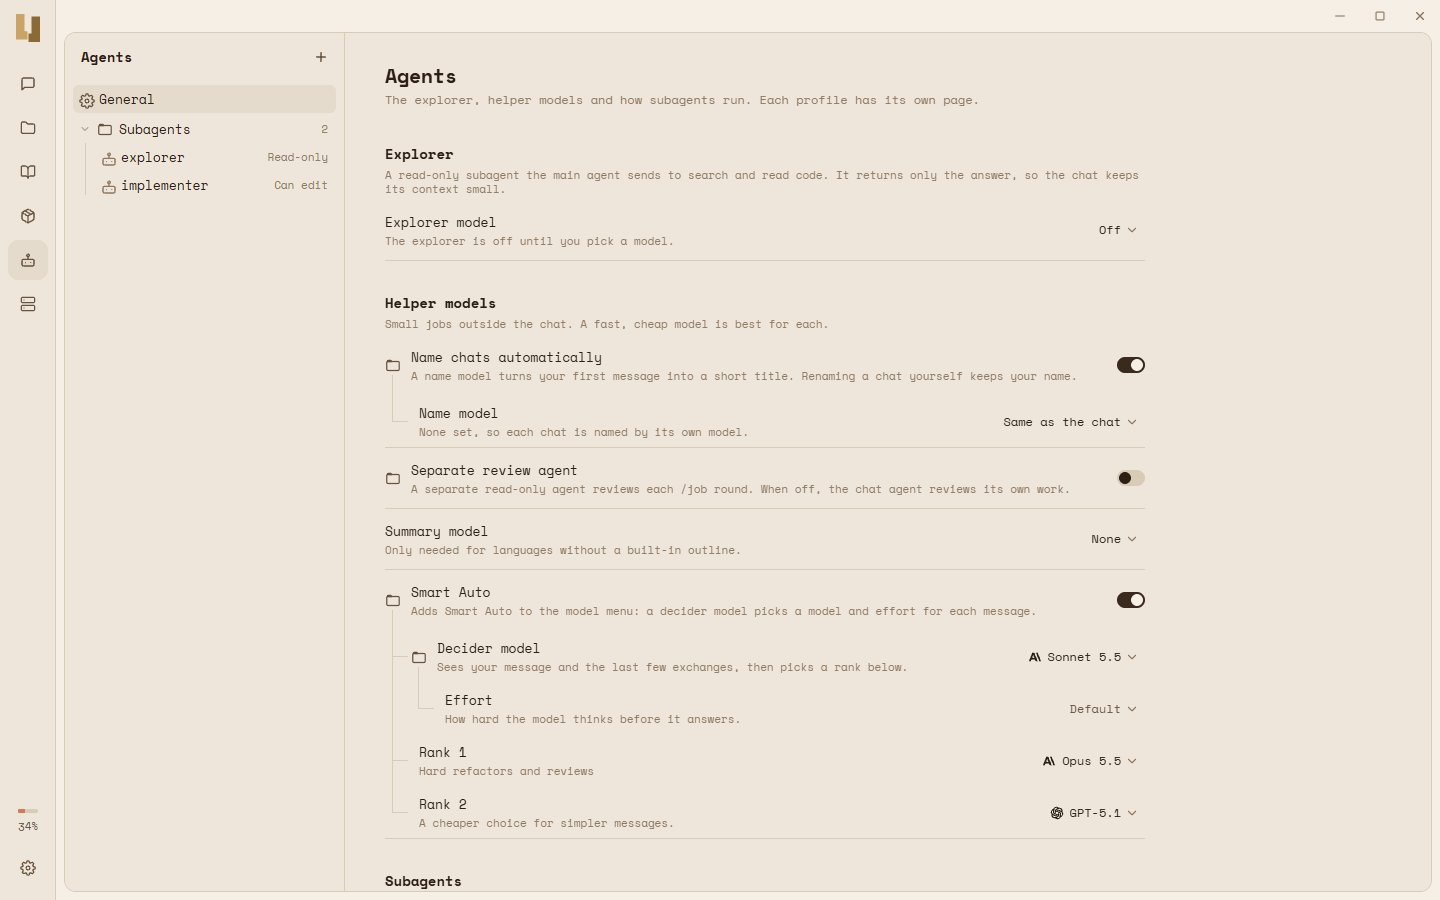 Agents
General
Subagents 2
explorer Read-only
implementer Can edit
34%
Agents
The explorer, helper models and how subagents run. Each profile has its own page.
Explorer
A read-only subagent the main agent sends to search and read code. It returns only the answer, so the chat keeps
its context small.
Explorer model
The explorer is off until you pick a model.
Off
Helper models
Small jobs outside the chat. A fast, cheap model is best for each.
Name chats automatically
A name model turns your first message into a short title. Renaming a chat yourself keeps your name.
Name model
None set, so each chat is named by its own model.
Same as the chat
Separate review agent
A separate read-only agent reviews each /job round. When off, the chat agent reviews its own work.
Summary model
Only needed for languages without a built-in outline.
None
Smart Auto
Adds Smart Auto to the model menu: a decider model picks a model and effort for each message.
Decider model
Sees your message and the last few exchanges, then picks a rank below.
Sonnet 5.5
Effort
How hard the model thinks before it answers.
Default
Rank 1
Hard refactors and reviews
Opus 5.5
Rank 2
A cheaper choice for simpler messages.
GPT-5.1
Subagents